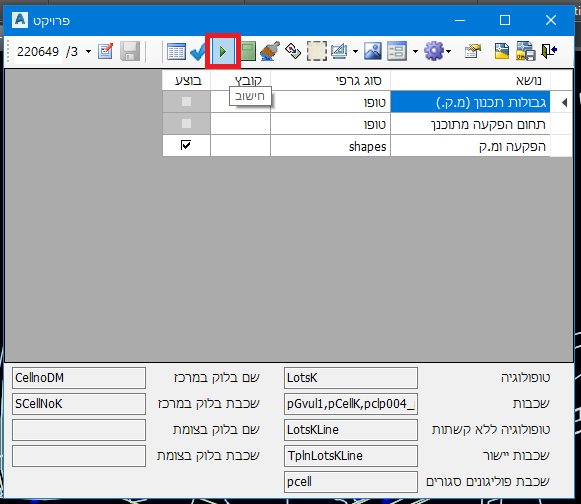 פרויקט
220649 /3
נושא סוג גרפי קובץ בוצע
גבולות תכנון (מ.ק.) טופו
חישוב
תחום הפקעה מתוכנן טופו
הפקעה ומ.ק shapes
טופולוגיה LotsK שם בלוק במרכז CellnoDM
שכבות pGvul1,pCellK,pclp004_ שכבת בלוק במרכז SCellNoK
טופולוגיה ללא קשתות LotsKLine שם בלוק בצומת
שכבות יישור TplnLotsKLine שכבת בלוק בצומת
שכבת פוליגונים סגורים pcell